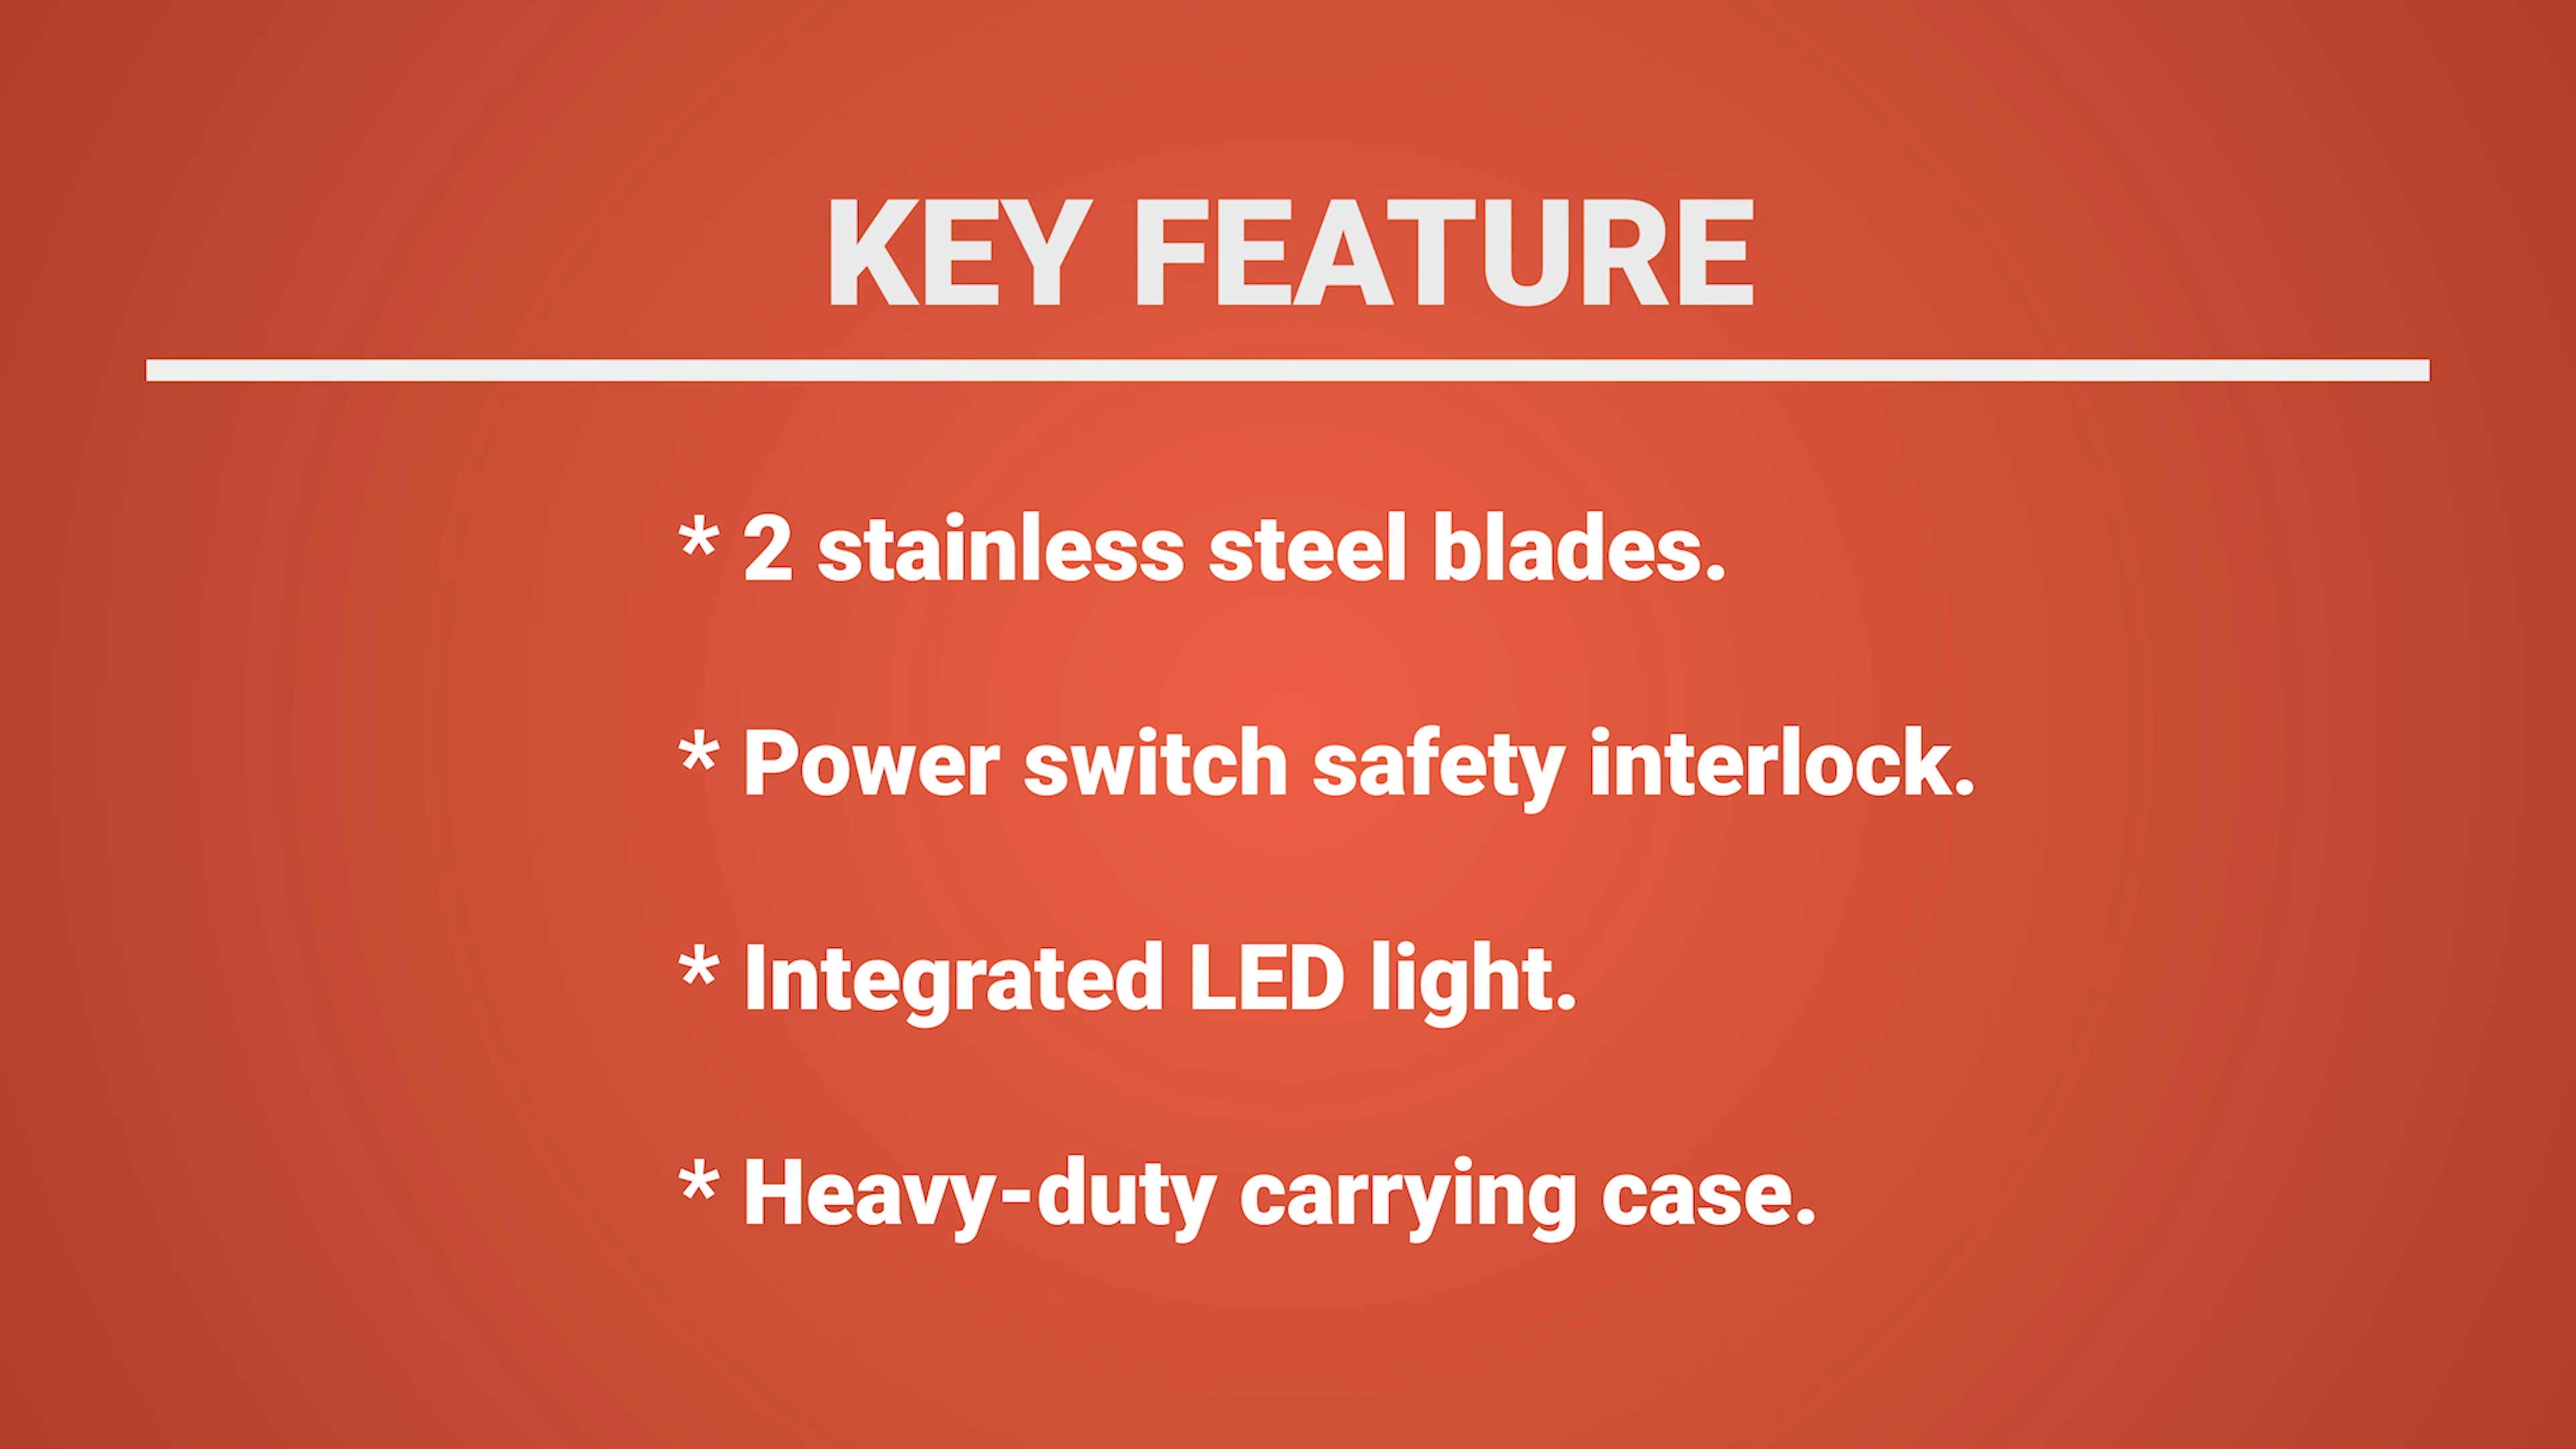 KEY FEATURE
* 2 stainless steel blades.
* Power switch safety interlock.
* Integrated LED light.
* Heavy-duty carrying case.